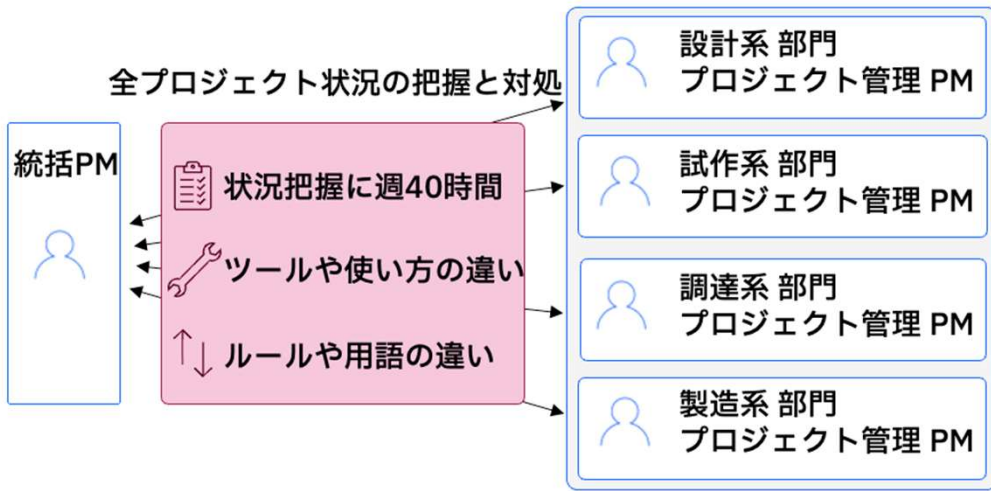 全プロジェクト状況の把握と対処
統括PM
状況把握に週40時間
ツールや使い方の違い
ルールや用語の違い
設計系 部門
プロジェクト管理 PM
試作系 部門
プロジェクト管理 PM
調達系 部門
プロジェクト管理 PM
製造系 部門
プロジェクト管理 PM